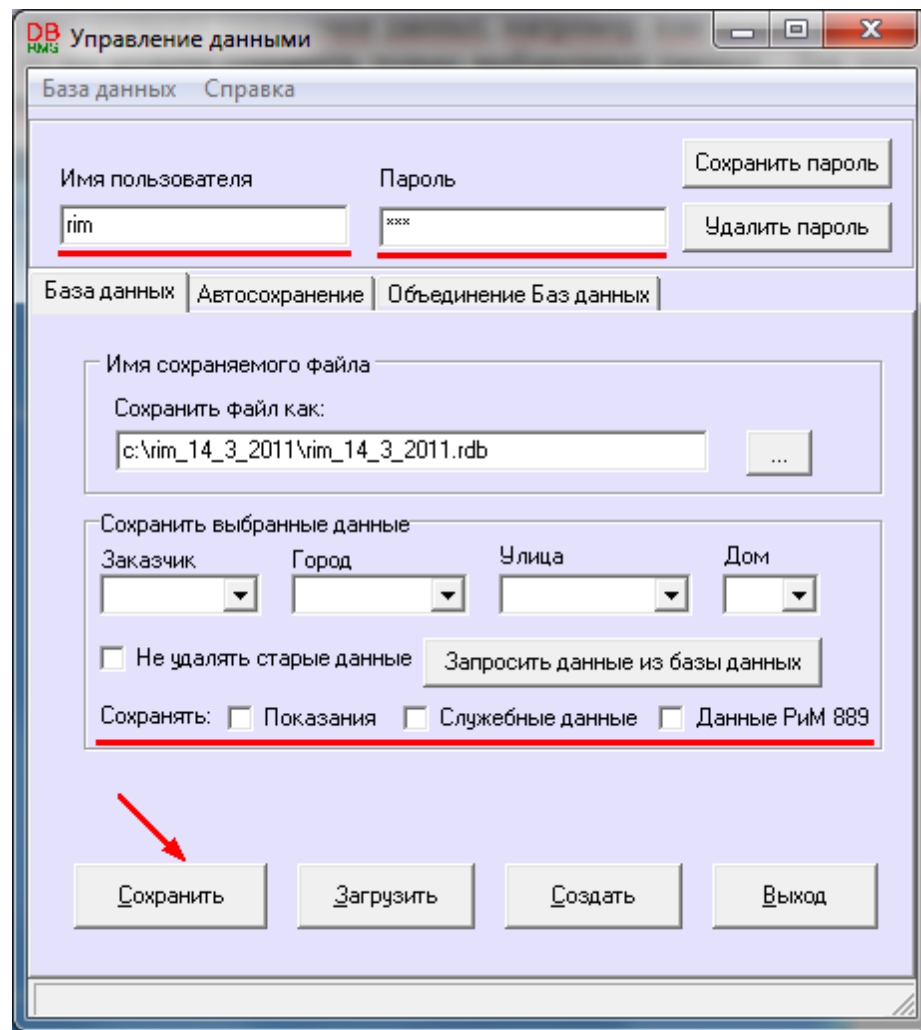 DB
RMS
Управление данными
База данных Справка
Имя пользователя Пароль Сохранить пароль
rim *** Удалить пароль
База данных Автосохранение Объединение Баз данных
Имя сохраняемого файла
Сохранить файл как:
c:\rim_14_3_2011\rim_14_3_2011.rdb ...
Сохранить выбранные данные
Заказчик Город Улица Дом
Не удалять старые данные Запросить данные из базы данных
Сохранять: Показания Служебные данные Данные РиМ 889
Сохранить Загрузить Создать Выход